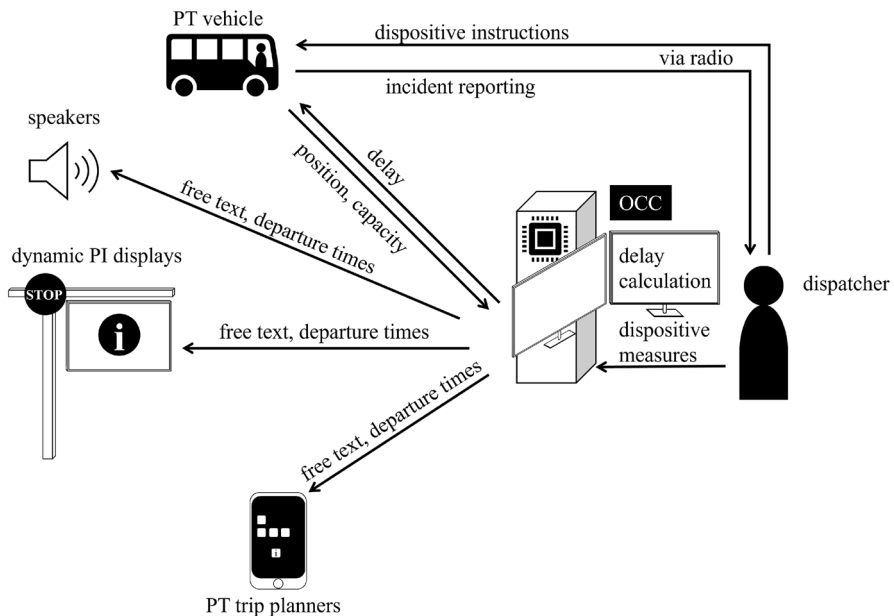 PT vehicle
dispositive instructions
via radio
incident reporting
speakers
delay
position, capacity
free text, departure times
OCC
dynamic PI displays
delay
calculation
STOP
i
dispatcher
free text, departure times
dispositive
measures
free text, departure times
i
PT trip planners